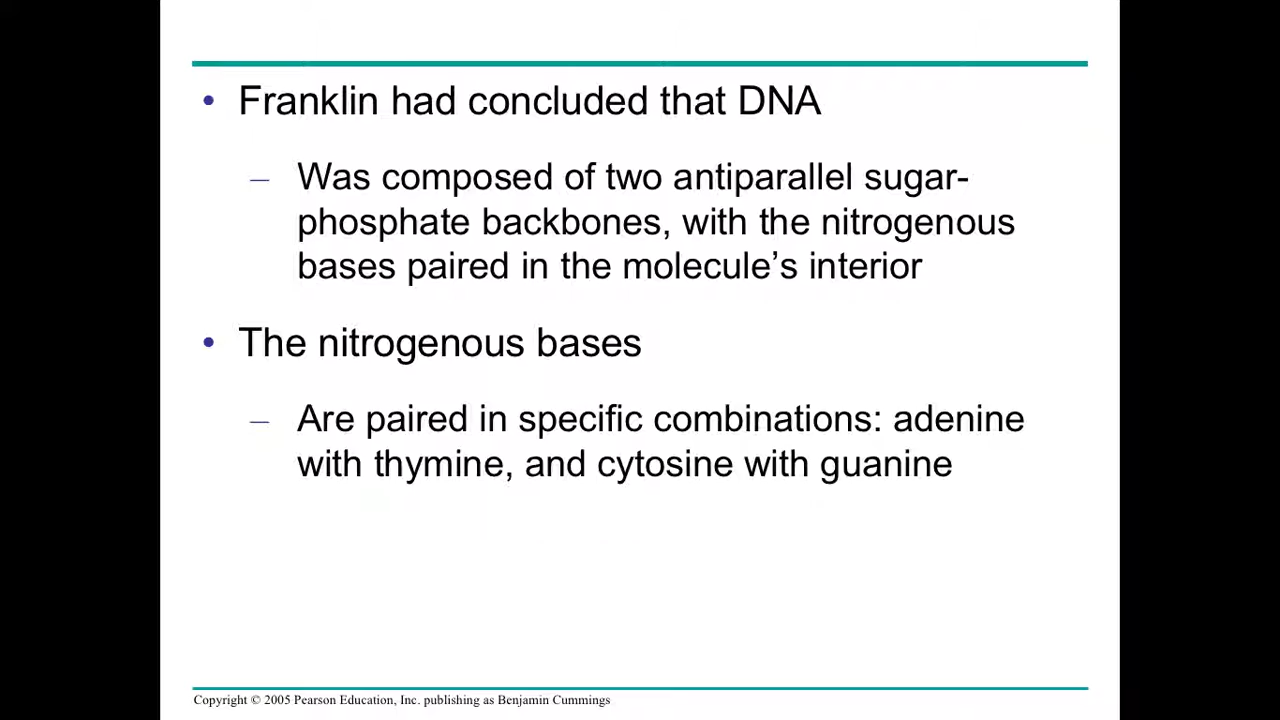 • Franklin had concluded that DNA
– Was composed of two antiparallel sugar-
phosphate backbones, with the nitrogenous
bases paired in the molecule’s interior
• The nitrogenous bases
– Are paired in specific combinations: adenine
with thymine, and cytosine with guanine
Copyright © 2005 Pearson Education, Inc. publishing as Benjamin Cummings